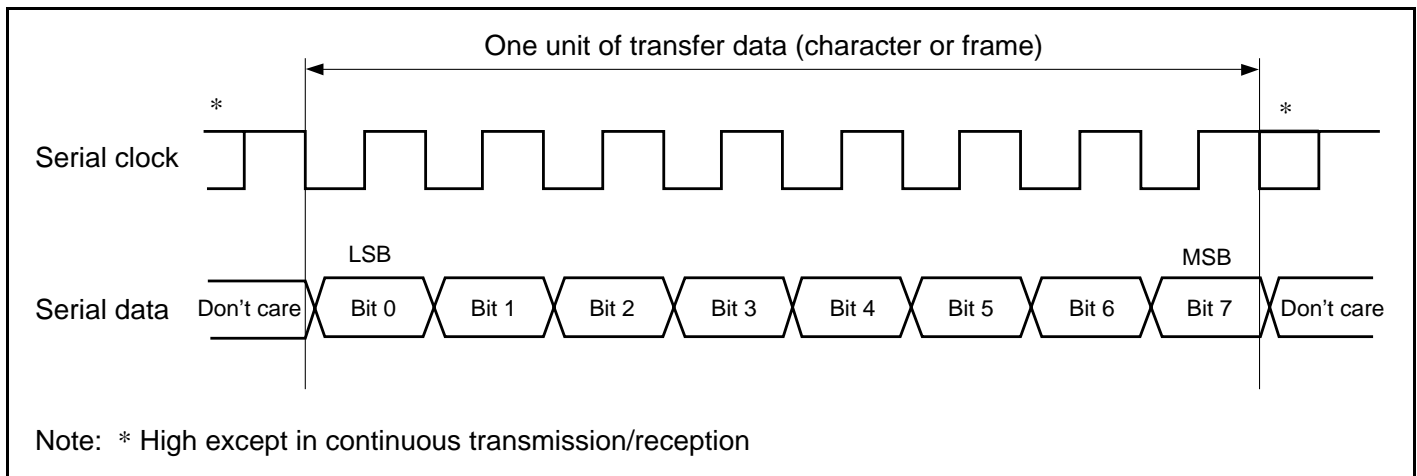 One unit of transfer data (character or frame)
* *
Serial clock
LSB MSB
Serial data Don't care Bit 0 Bit 1 Bit 2 Bit 3 Bit 4 Bit 5 Bit 6 Bit 7 Don't care
Note: * High except in continuous transmission/reception